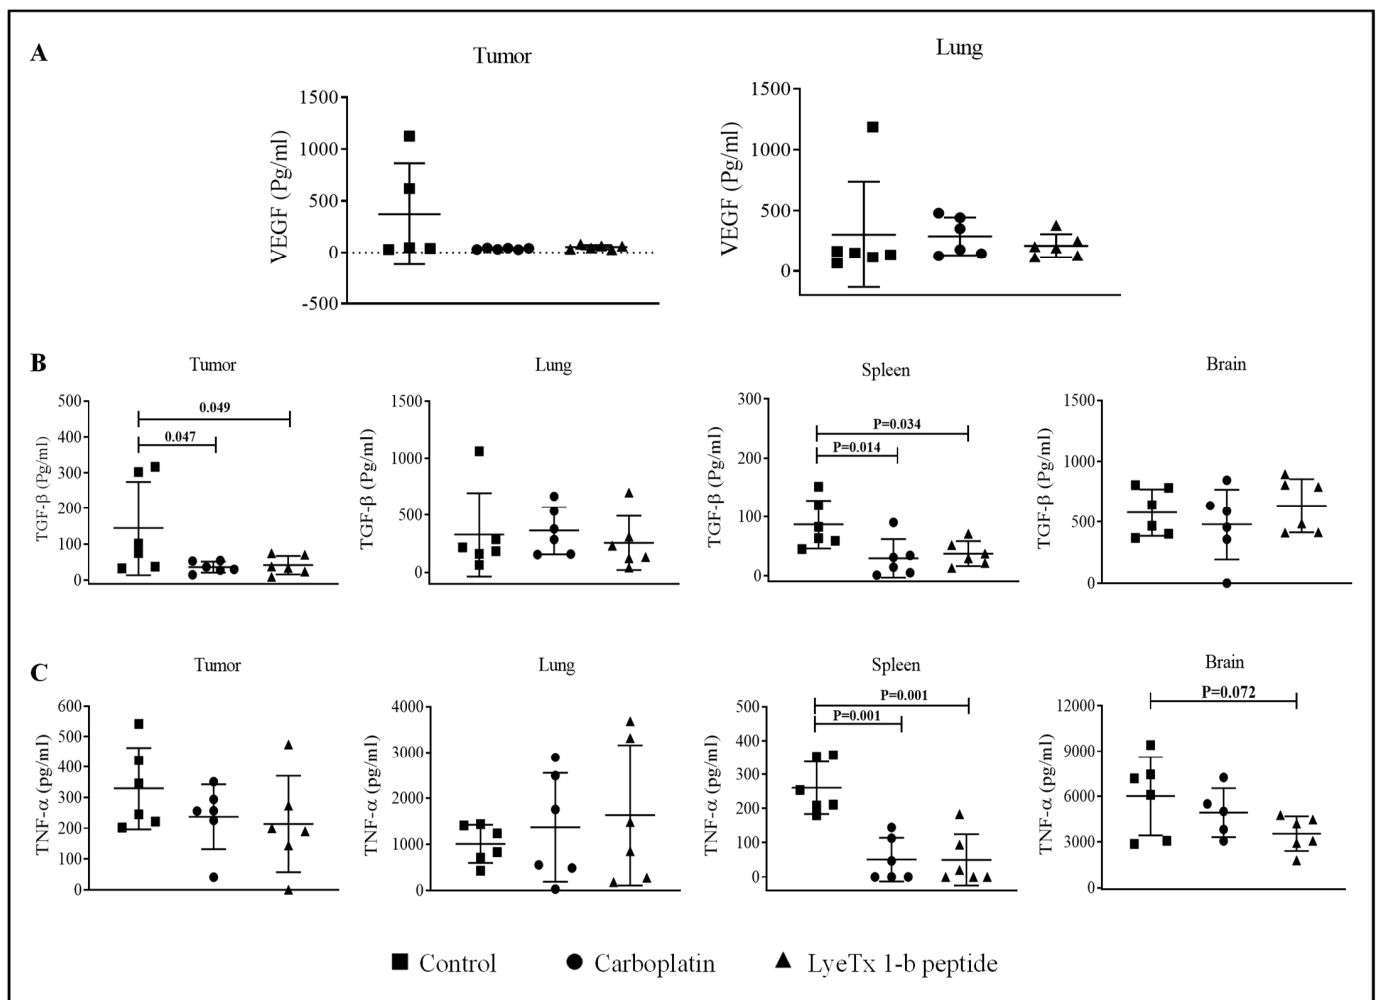 A
Tumor
Lung
VEGF (Pg/ml)
1500
1000
500
0
-500
VEGF (Pg/ml)
1500
1000
500
0
B
Tumor
Lung
Spleen
Brain
TGF-β (Pg/ml)
500
400
300
200
100
0
0.049
0.047
TGF-β (Pg/ml)
1500
1000
500
0
TGF-β (Pg/ml)
300
200
100
0
P=0.034
P=0.014
TGF-β (Pg/ml)
1500
1000
500
0
C
Tumor
Lung
Spleen
Brain
TNF-α (pg/ml)
600
500
400
300
200
100
0
TNF-α (pg/ml)
4000
3000
2000
1000
0
TNF-α (pg/ml)
500
400
300
200
100
0
P=0.001
P=0.001
TNF-α (pg/ml)
12000
9000
6000
3000
0
P=0.072
Control
Carboplatin
LyeTx 1-b peptide